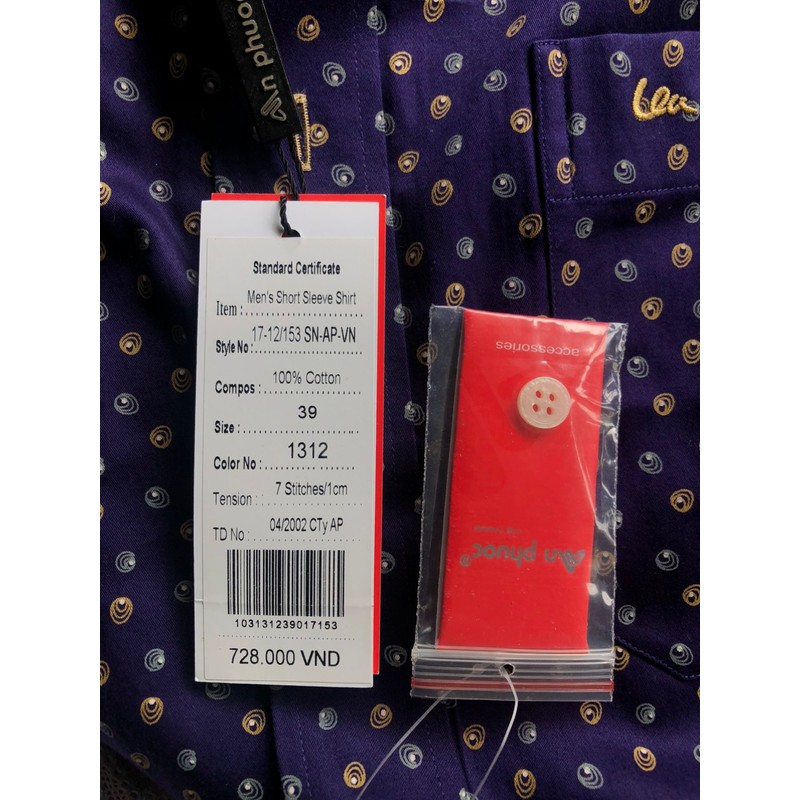 An phuoc
Leu
Standard Certificate
Item : Men's Short Sleeve Shirt
Style No : 17-12/153 SN-AP-VN
Compos : 100% Cotton
Size : 39
Color No : 1312
Tension : 7 Stitches/1cm
TD No : 04/2002 CTy AP
103131239017153
728.000 VND
accessories
An phuoc®